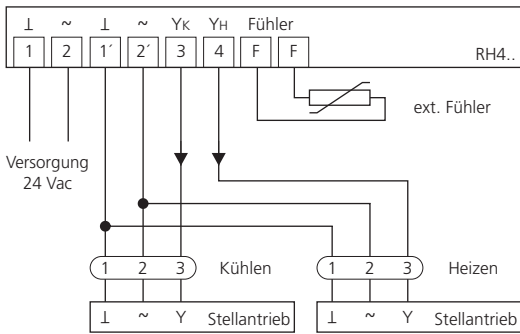 ⊥ ~ ⊥ ~ YK YH Fühler
1 2 1´ 2´ 3 4 F F RH4..
ext. Fühler
Versorgung
24 Vac
1 2 3 Kühlen 1 2 3 Heizen
⊥ ~ Y Stellantrieb ⊥ ~ Y Stellantrieb